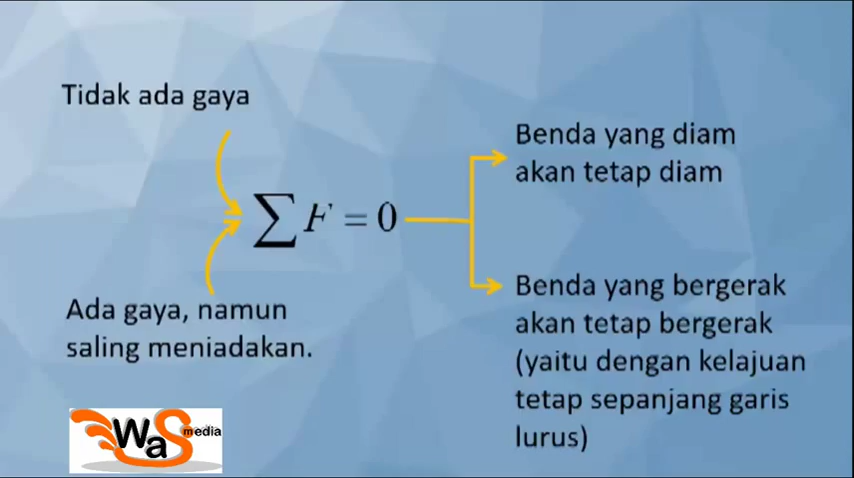 Tidak ada gaya
∑ F = 0
Ada gaya, namun
saling meniadakan.
Benda yang diam
akan tetap diam
Benda yang bergerak
akan tetap bergerak
(yaitu dengan kelajuan
tetap sepanjang garis
lurus)
WaS media